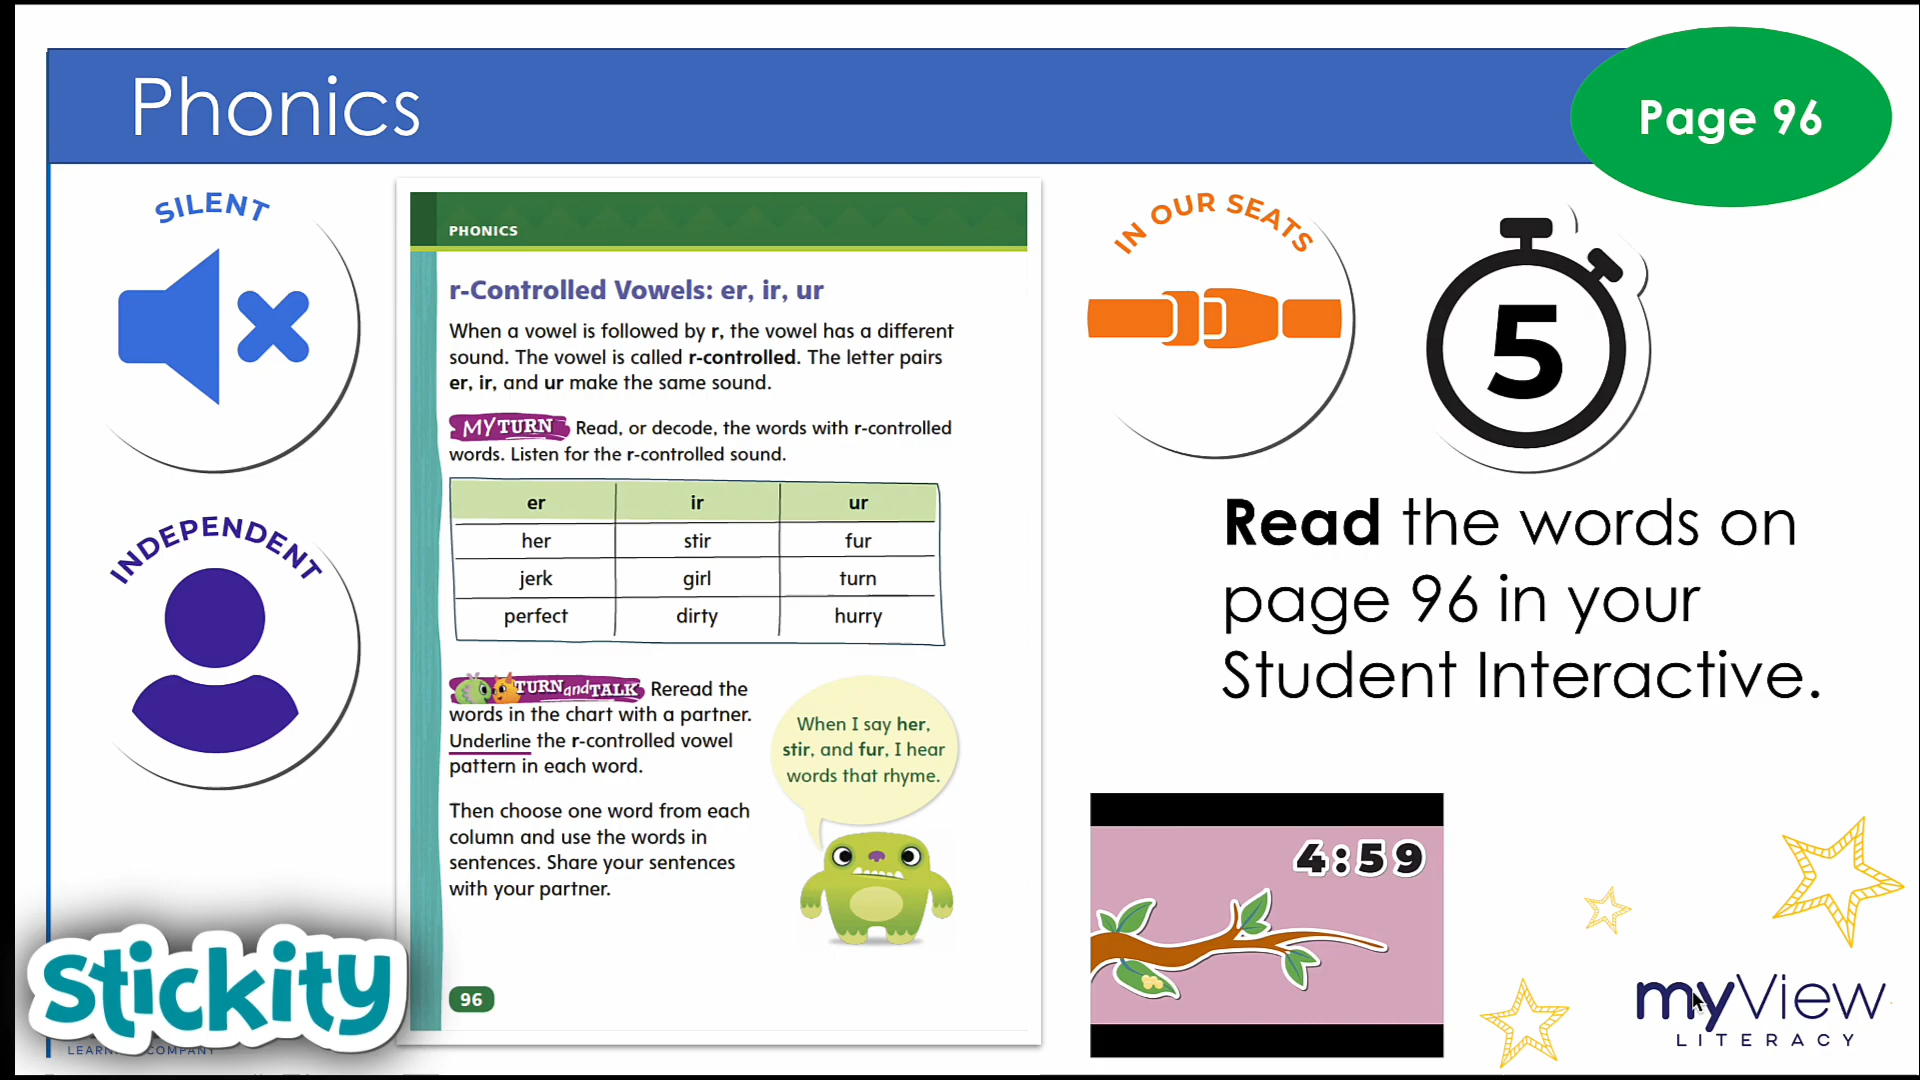 Phonics
Page 96
SILENT
INDEPENDENT
PHONICS
r-Controlled Vowels: er, ir, ur
When a vowel is followed by r, the vowel has a different
sound. The vowel is called r-controlled. The letter pairs
er, ir, and ur make the same sound.
MY TURN Read, or decode, the words with r-controlled
words. Listen for the r-controlled sound.
er ir ur
her stir fur
jerk girl turn
perfect dirty hurry
TURN and TALK Reread the
words in the chart with a partner.
Underline the r-controlled vowel
pattern in each word.
Then choose one word from each
column and use the words in
sentences. Share your sentences
with your partner.
When I say her,
stir, and fur, I hear
words that rhyme.
96
IN OUR SEATS
5
Read the words on
page 96 in your
Student Interactive.
4:59
Stickity
COMPANY
myView
LITERACY